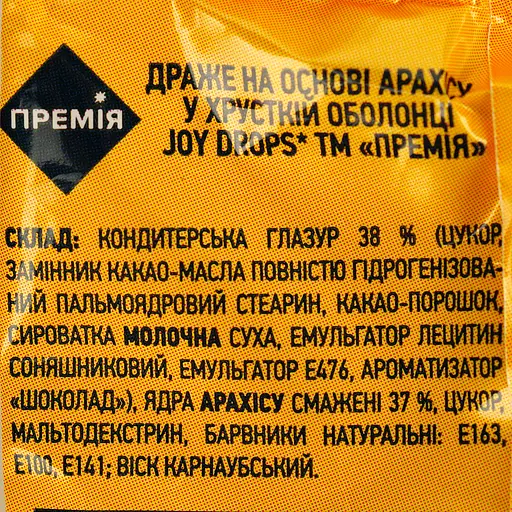 ПРЕМІЯ
ДРАЖЕ НА ОСНОВІ АРАХІСУ
У ХРУСТКІЙ ОБОЛОНЦІ
JOY DROPS* ТМ «ПРЕМІЯ»
СКЛАД: КОНДИТЕРСЬКА ГЛАЗУР 38 % (ЦУКОР,
ЗАМІННИК КАКАО-МАСЛА ПОВНІСТЮ ГІДРОГЕНІЗОВА-
НИЙ ПАЛЬМОЯДРОВИЙ СТЕАРИН, КАКАО-ПОРОШОК,
СИРОВАТКА МОЛОЧНА СУХА, ЕМУЛЬГАТОР ЛЕЦИТИН
СОНЯШНИКОВИЙ, ЕМУЛЬГАТОР Е476, АРОМАТИЗАТОР
«ШОКОЛАД»), ЯДРА АРАХІСУ СМАЖЕНІ 37 %, ЦУКОР,
МАЛЬТОДЕКСТРИН, БАРВНИКИ НАТУРАЛЬНІ: Е163,
Е100, Е141; ВІСК КАРНАУБСЬКИЙ.